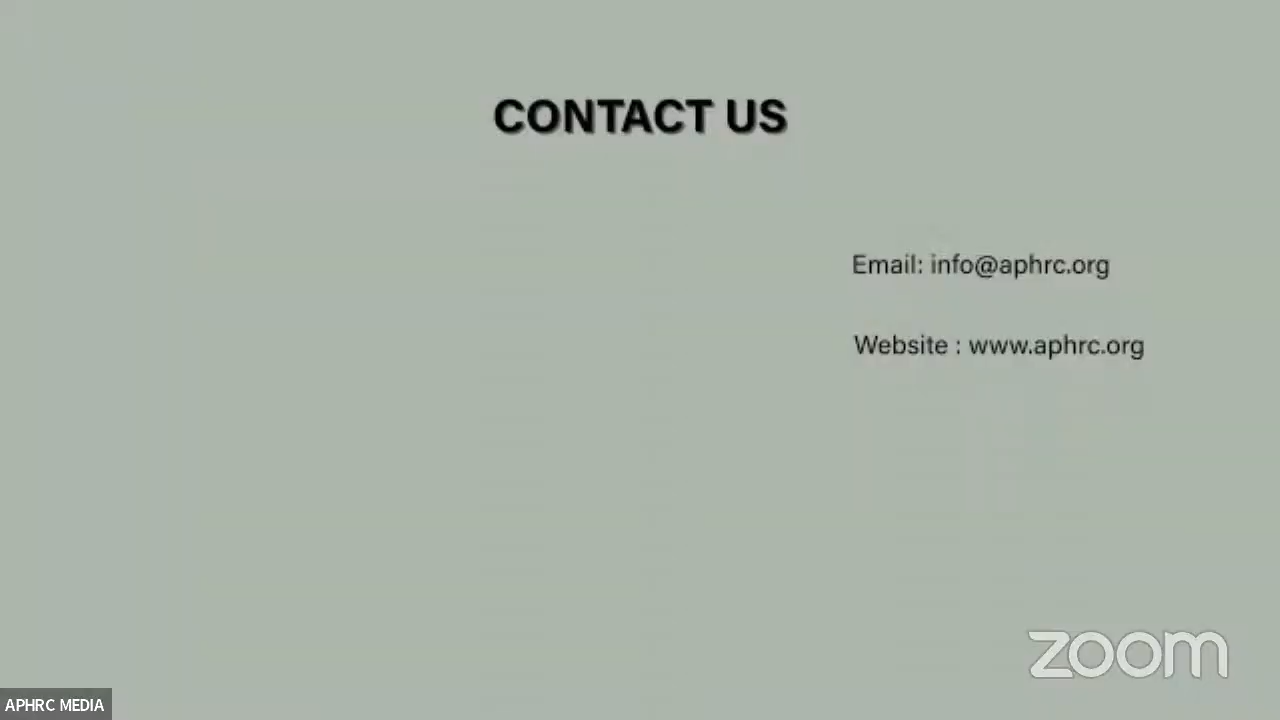 CONTACT US
Email: info@aphrc.org
Website : www.aphrc.org
zoom
APHRC MEDIA